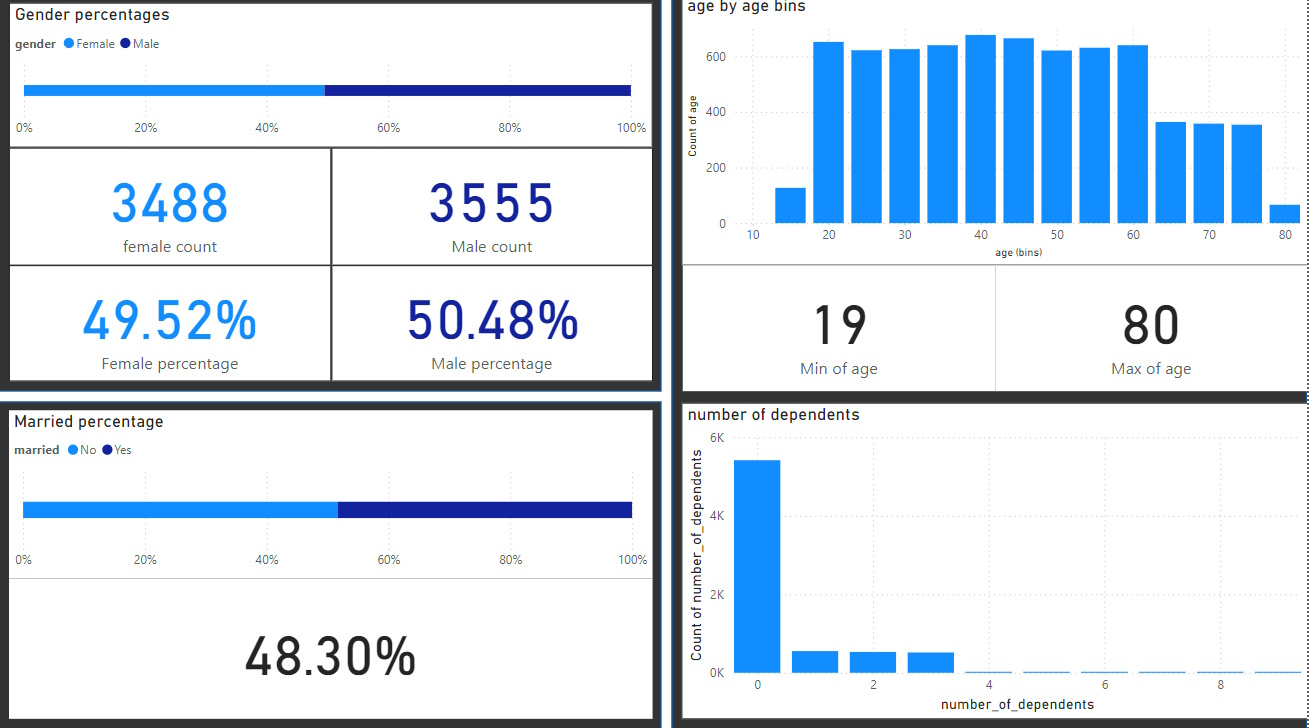 Gender percentages
gender Female Male
0% 20% 40% 60% 80% 100%
3488
female count
3555
Male count
49.52%
Female percentage
50.48%
Male percentage
age by age bins
Count of age
600
400
200
0
10 20 30 40 50 60 70 80
age (bins)
19
Min of age
80
Max of age
Married percentage
married No Yes
0% 20% 40% 60% 80% 100%
48.30%
number of dependents
Count of number_of_dependents
6K
4K
2K
0K
0 2 4 6 8
number_of_dependents